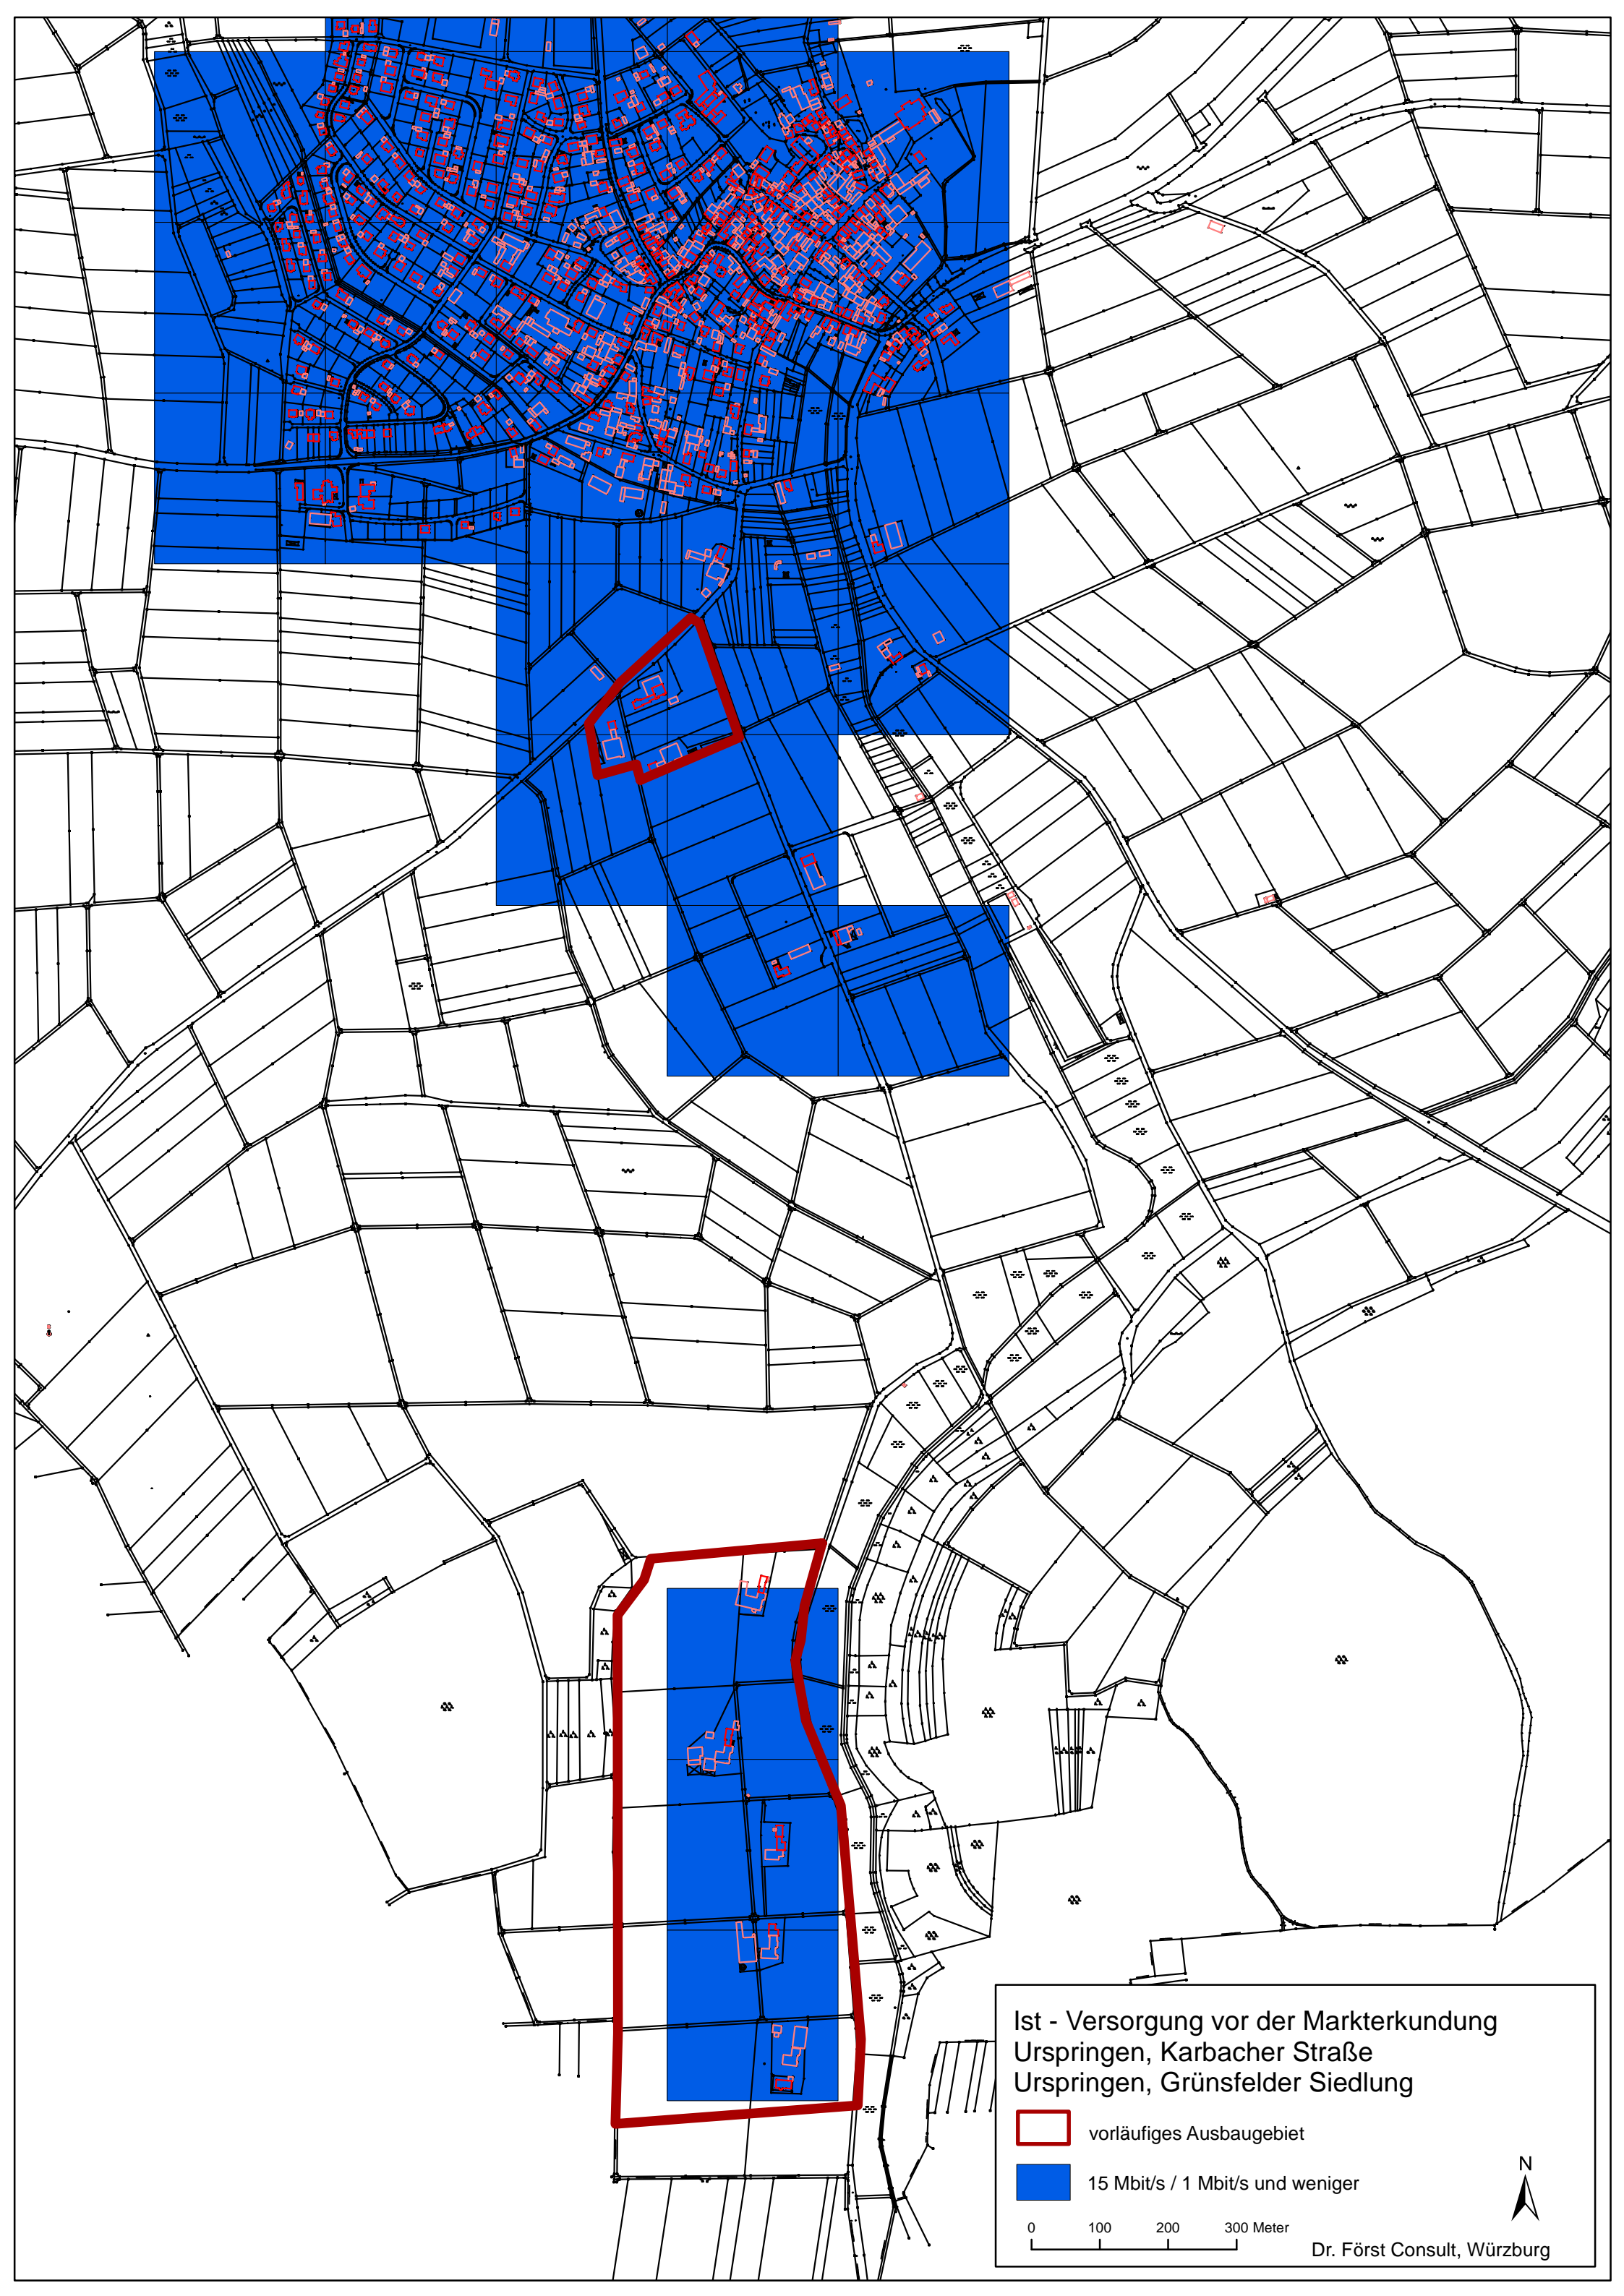 Ist - Versorgung vor der Markterkundung
Urspringen, Karbacher Straße
Urspringen, Grünsfelder Siedlung
vorläufiges Ausbaugebiet
15 Mbit/s / 1 Mbit/s und weniger
N
0 100 200 300 Meter
Dr. Först Consult, Würzburg